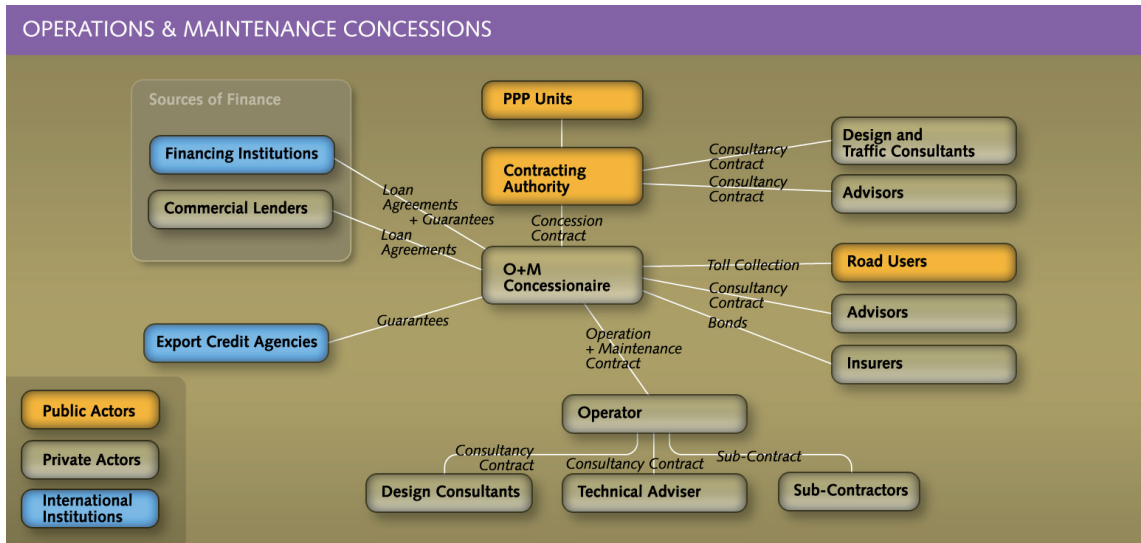 OPERATIONS & MAINTENANCE CONCESSIONS
Sources of Finance
Financing Institutions
Commercial Lenders
PPP Units
Contracting
Authority
Consultancy
Contract
Consultancy
Contract
Design and
Traffic Consultants
Advisors
Loan
Agreements
+ Guarantees
Loan
Agreements
Concession
Contract
O+M
Concessionaire
Toll Collection
Consultancy
Contract
Bonds
Road Users
Advisors
Insurers
Guarantees
Export Credit Agencies
Operation
+ Maintenance
Contract
Operator
Consultancy
Contract
Consultancy Contract
Sub-Contract
Design Consultants
Technical Adviser
Sub-Contractors
Public Actors
Private Actors
International
Institutions